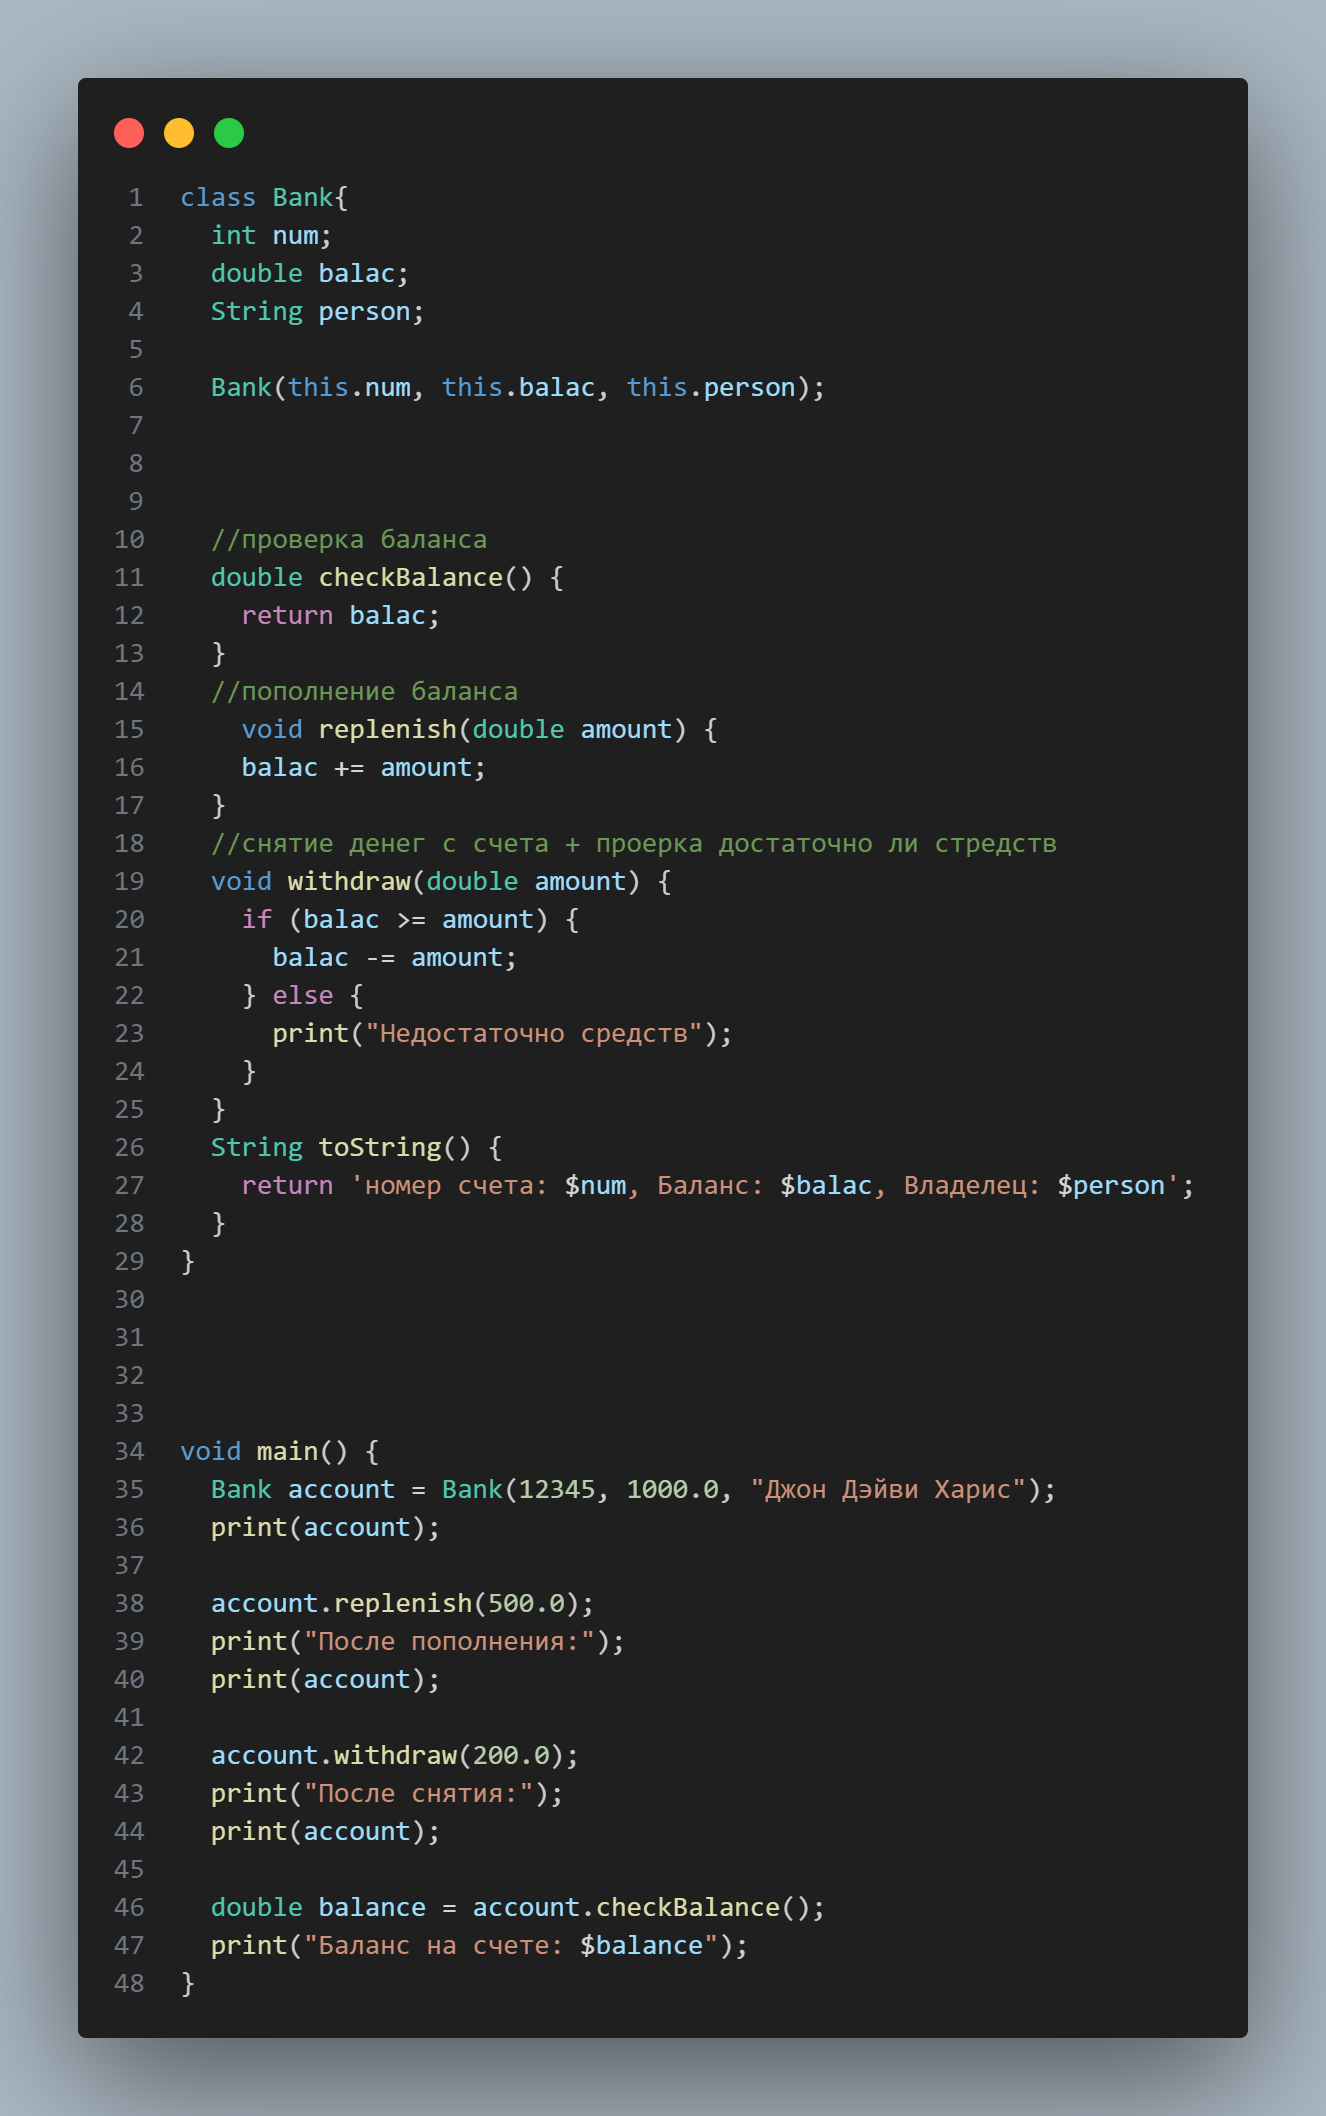 1 class Bank{
2   int num;
3   double balac;
4   String person;
5
6   Bank(this.num, this.balac, this.person);
7
8
9
10   //проверка баланса
11   double checkBalance() {
12     return balac;
13   }
14   //пополнение баланса
15     void replenish(double amount) {
16     balac += amount;
17   }
18   //снятие денег с счета + проерка достаточно ли стредств
19   void withdraw(double amount) {
20     if (balac >= amount) {
21       balac -= amount;
22     } else {
23       print("Недостаточно средств");
24     }
25   }
26   String toString() {
27     return 'номер счета: $num, Баланс: $balac, Владелец: $person';
28   }
29 }
30
31
32
33
34 void main() {
35   Bank account = Bank(12345, 1000.0, "Джон Дэйви Харис");
36   print(account);
37
38   account.replenish(500.0);
39   print("После пополнения:");
40   print(account);
41
42   account.withdraw(200.0);
43   print("После снятия:");
44   print(account);
45
46   double balance = account.checkBalance();
47   print("Баланс на счете: $balance");
48 }